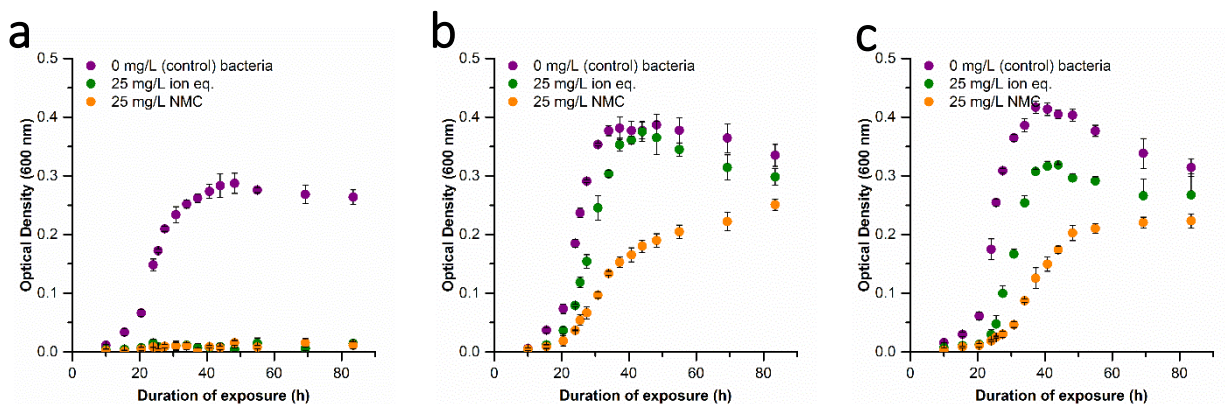 a
0.5
0 mg/L (control) bacteria
25 mg/L ion eq.
25 mg/L NMC
0.4
0.3
0.2
0.1
0.0
Optical Density (600 nm)
0 20 40 60 80
Duration of exposure (h)
b
0.5
0 mg/L (control) bacteria
25 mg/L ion eq.
25 mg/L NMC
0.4
0.3
0.2
0.1
0.0
Optical Density (600 nm)
0 20 40 60 80
Duration of exposure (h)
c
0.5
0 mg/L (control) bacteria
25 mg/L ion eq.
25 mg/L NMC
0.4
0.3
0.2
0.1
0.0
Optical Density (600 nm)
0 20 40 60 80
Duration of exposure (h)